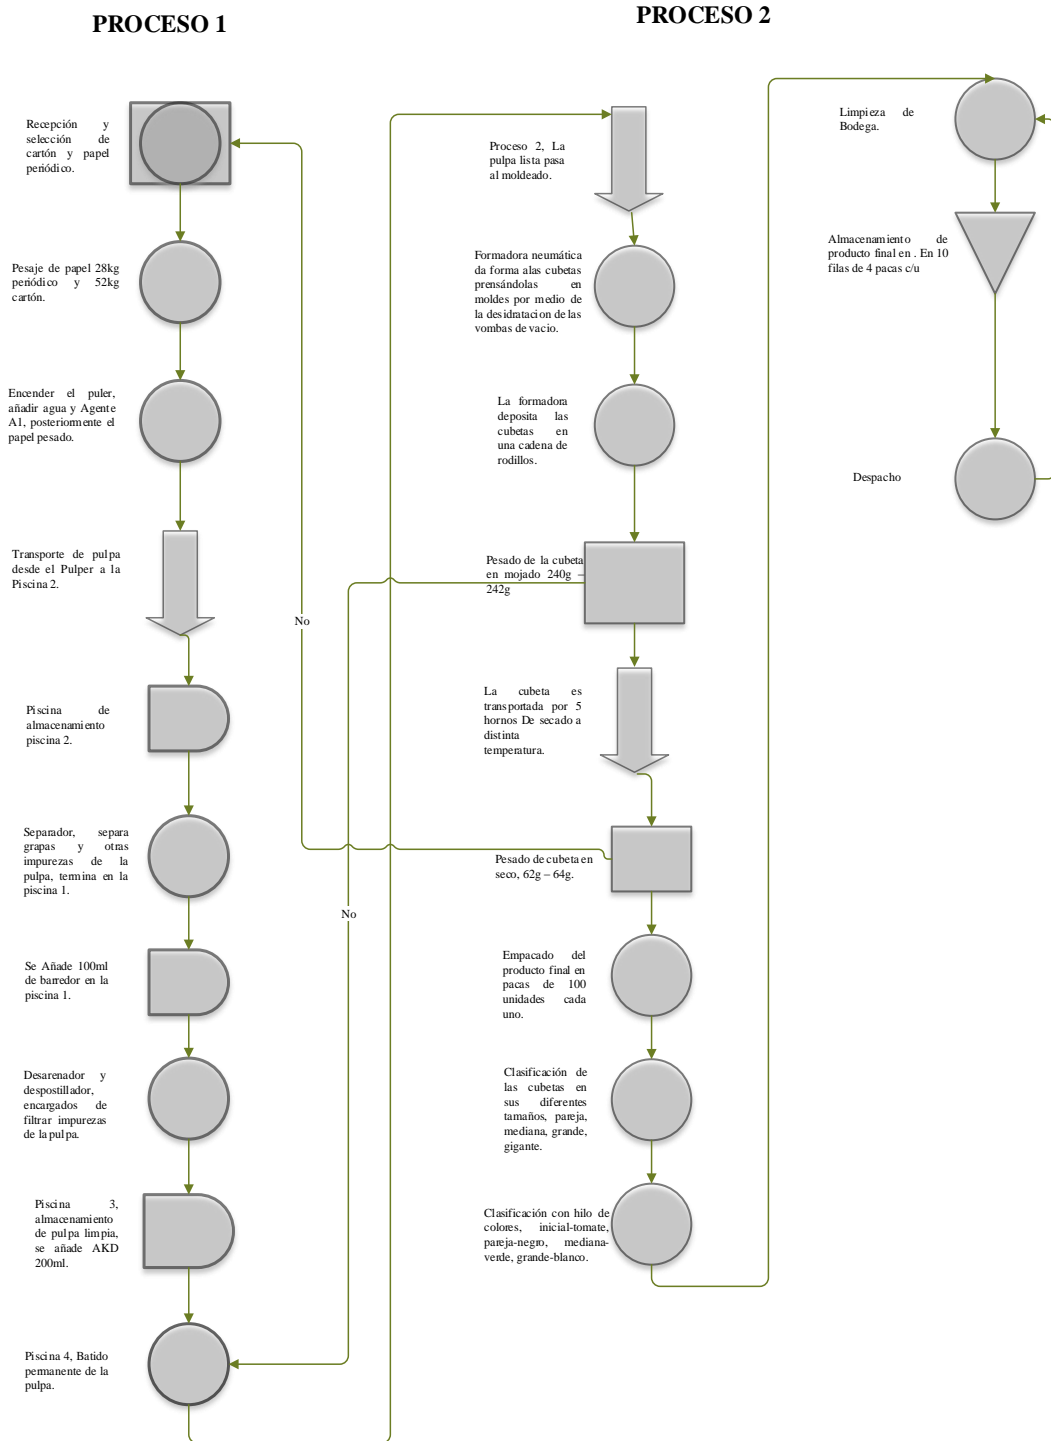 PROCESO 1
Recepción y
selección de
cartón y papel
periódico.
Pesaje de papel 28kg
periódico y 52kg
cartón.
Encender el puler,
añadir agua y Agente
A1, posteriormente el
papel pesado.
Transporte de pulpa
desde el Pulper a la
Piscina 2.
Piscina de
almacenamiento
piscina 2.
Separador, separa
grapas y otras
impurezas de la
pulpa, termina en la
piscina 1.
Se Añade 100ml
de barredor en la
piscina 1.
Desarenador y
despostillador,
encargados de
filtrar impurezas
de la pulpa.
Piscina 3,
almacenamiento
de pulpa limpia,
se añade AKD
200ml.
Piscina 4, Batido
permanente de la
pulpa.
No
No
PROCESO 2
Proceso 2, La
pulpa lista pasa
al moldeado.
Formadora neumática
da forma alas cubetas
prensándolas en
moldes por medio de
la desidratacion de las
vombas de vacio.
La formadora
deposita las
cubetas en
una cadena de
rodillos.
Pesado de la cubeta
en mojado 240g –
242g
La cubeta es
transportada por 5
hornos De secado a
distinta
temperatura.
Pesado de cubeta en
seco, 62g – 64g.
Empacado del
producto final en
pacas de 100
unidades cada
uno.
Clasificación de
las cubetas en
sus diferentes
tamaños, pareja,
mediana, grande,
gigante.
Clasificación con hilo de
colores, inicial-tomate,
pareja-negro, mediana-
verde, grande-blanco.
Limpieza de
Bodega.
Almacenamiento de
producto final en . En 10
filas de 4 pacas c/u
Despacho